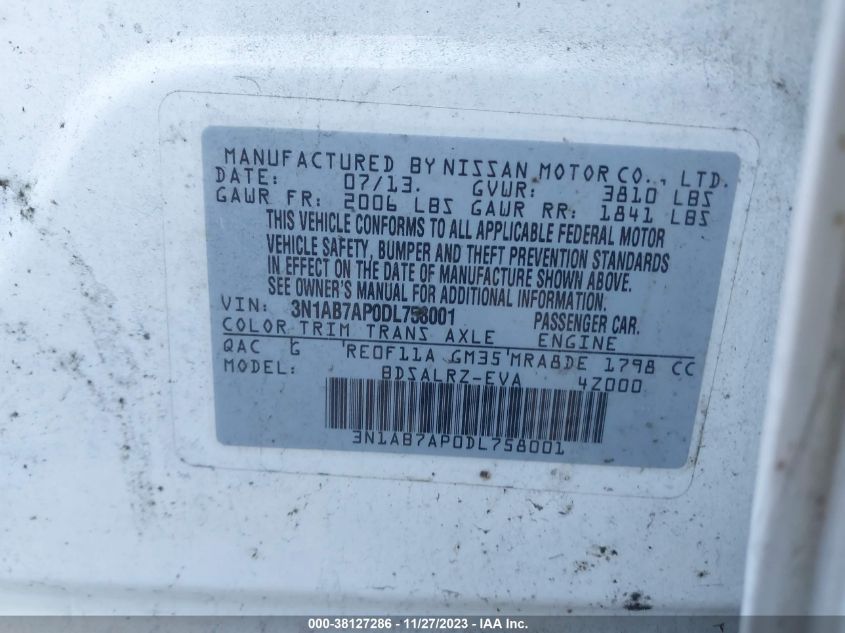 MANUFACTURED BY NISSAN MOTOR CO., LTD.
DATE: 07/13. GVWR: 3810 LBS
GAWR FR: 2006 LBS GAWR RR: 1841 LBS
THIS VEHICLE CONFORMS TO ALL APPLICABLE FEDERAL MOTOR
VEHICLE SAFETY, BUMPER AND THEFT PREVENTION STANDARDS
IN EFFECT ON THE DATE OF MANUFACTURE SHOWN ABOVE.
SEE OWNER'S MANUAL FOR ADDITIONAL INFORMATION.
VIN: 3N1AB7AP0DL758001 PASSENGER CAR.
COLOR TRIM TRANS AXLE ENGINE
QAC G RE0F11A GM35 MRA8DE 1798 CC
MODEL: BDSALRZ-EVA 4Z000
3N1AB7AP0DL758001
000-38127286 - 11/27/2023 - IAA Inc.